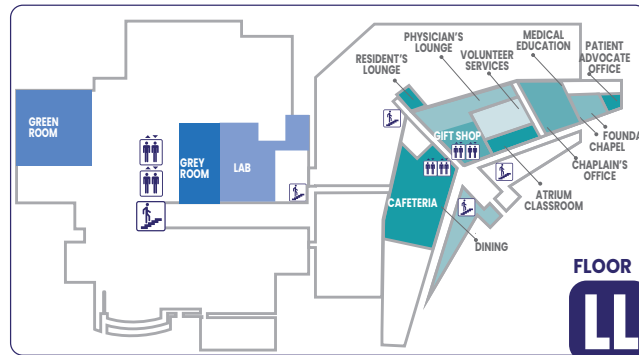 PHYSICIAN'S
LOUNGE
MEDICAL
EDUCATION
RESIDENT'S
LOUNGE
VOLUNTEER
SERVICES
PATIENT
ADVOCATE
OFFICE
GREEN
ROOM
GREY
ROOM
LAB
GIFT SHOP
FOUNDA
CHAPEL
CHAPLAIN'S
OFFICE
ATRIUM
CLASSROOM
CAFETERIA
DINING
FLOOR
LL